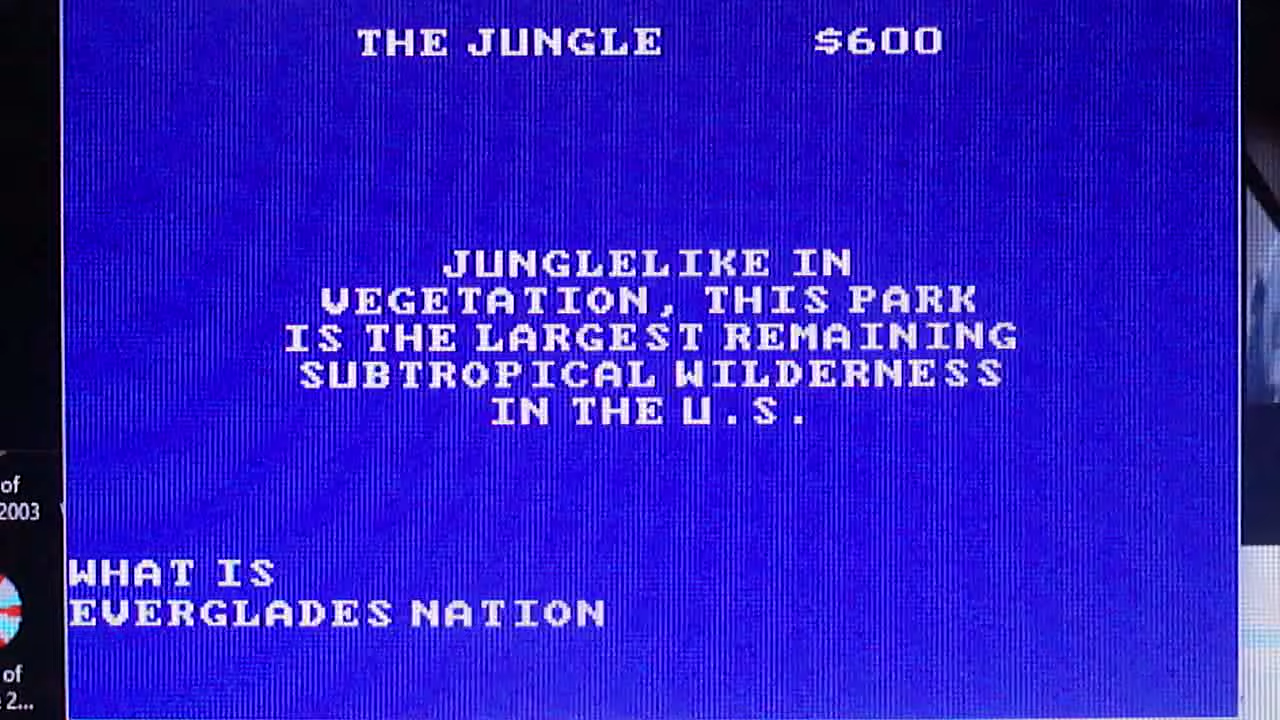 THE JUNGLE $600
JUNGLELIKE IN
VEGETATION, THIS PARK
IS THE LARGEST REMAINING
SUBTROPICAL WILDERNESS
IN THE U.S.
of
2003
WHAT IS
EVERGLADES NATION
of
2...